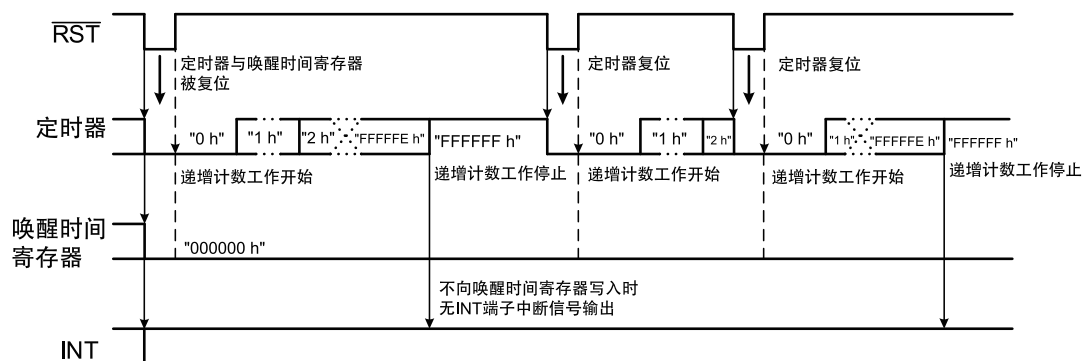 RST
定时器与唤醒时间寄存器
被复位
定时器复位
定时器复位
定时器
"0 h"
"1 h"
"2 h"
"FFFFFE h"
"FFFFFF h"
"0 h"
"1 h"
"2 h"
"0 h"
"1 h"
"FFFFFE h"
"FFFFFF h"
递增计数工作开始
递增计数工作停止
递增计数工作开始
递增计数工作开始
递增计数工作停止
唤醒时间
寄存器
"000000 h"
不向唤醒时间寄存器写入时
无INT端子中断信号输出
INT